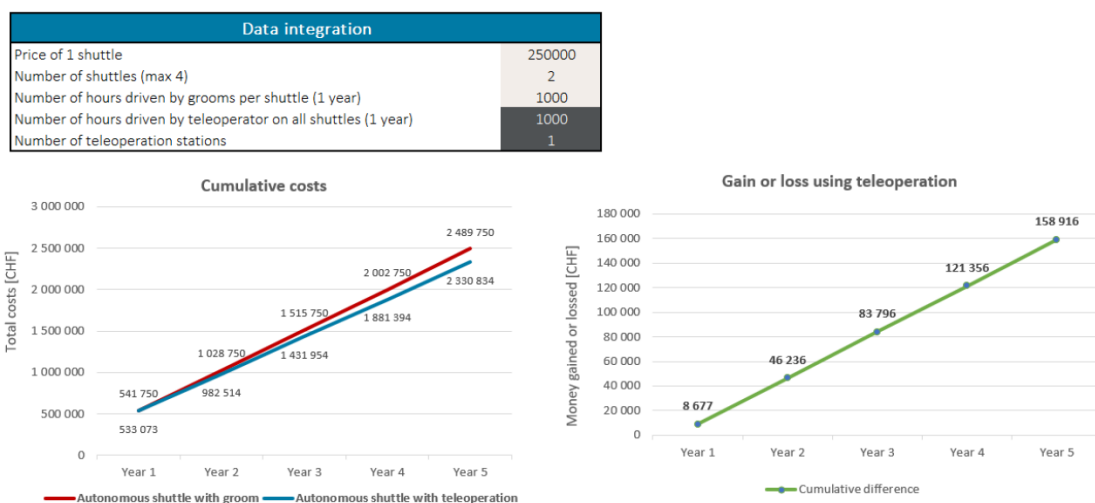 Data integration
Price of 1 shuttle 250000
Number of shuttles (max 4) 2
Number of hours driven by grooms per shuttle (1 year) 1000
Number of hours driven by teleoperator on all shuttles (1 year) 1000
Number of teleoperation stations 1
Cumulative costs
Total costs [CHF]
3 000 000
2 500 000
2 000 000
1 500 000
1 000 000
500 000
0
541 750
1 028 750
1 515 750
2 002 750
2 489 750
533 073
982 514
1 431 954
1 881 394
2 330 834
Year 1 Year 2 Year 3 Year 4 Year 5
Autonomous shuttle with groom Autonomous shuttle with teleoperation
Gain or loss using teleoperation
Money gained or lossed [CHF]
180 000
160 000
140 000
120 000
100 000
80 000
60 000
40 000
20 000
0
8 677
46 236
83 796
121 356
158 916
Year 1 Year 2 Year 3 Year 4 Year 5
Cumulative difference